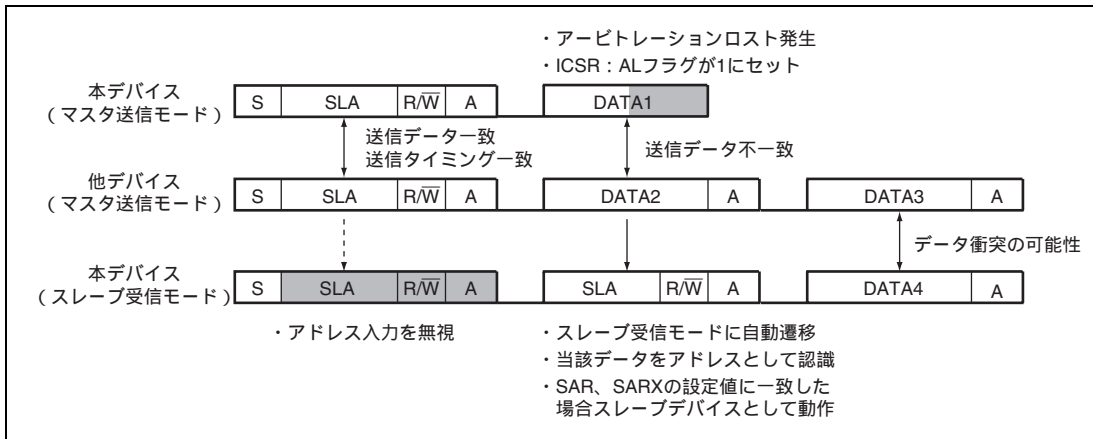 ・アービトレーションロスト発生
・ICSR：ALフラグが1にセット
本デバイス
（マスタ送信モード）
S SLA R/W̅ A DATA1
送信データ一致
送信タイミング一致
送信データ不一致
他デバイス
（マスタ送信モード）
S SLA R/W̅ A DATA2 A DATA3 A
データ衝突の可能性
本デバイス
（スレーブ受信モード）
S SLA R/W̅ A SLA R/W̅ A DATA4 A
・アドレス入力を無視
・スレーブ受信モードに自動遷移
・当該データをアドレスとして認識
・SAR、SARXの設定値に一致した
場合スレーブデバイスとして動作